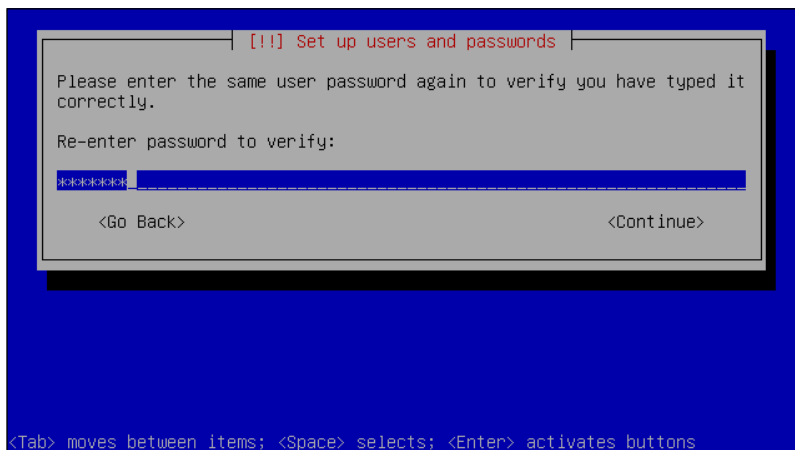 [!!] Set up users and passwords
Please enter the same user password again to verify you have typed it
correctly.
Re-enter password to verify:
*******
<Go Back> <Continue>
<Tab> moves between items; <Space> selects; <Enter> activates buttons